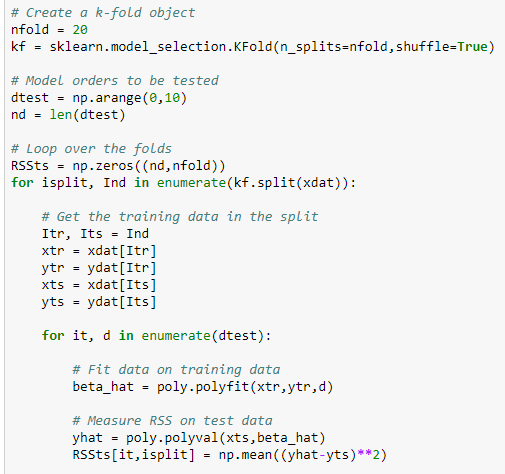 # Create a k-fold object
nfold = 20
kf = sklearn.model_selection.KFold(n_splits=nfold,shuffle=True)
# Model orders to be tested
dtest = np.arange(0,10)
nd = len(dtest)
# Loop over the folds
RSSts = np.zeros((nd,nfold))
for isplit, Ind in enumerate(kf.split(xdat)):
# Get the training data in the split
Itr, Its = Ind
xtr = xdat[Itr]
ytr = ydat[Itr]
xts = xdat[Its]
yts = ydat[Its]
for it, d in enumerate(dtest):
# Fit data on training data
beta_hat = poly.polyfit(xtr,ytr,d)
# Measure RSS on test data
yhat = poly.polyval(xts,beta_hat)
RSSts[it,isplit] = np.mean((yhat-yts)**2)